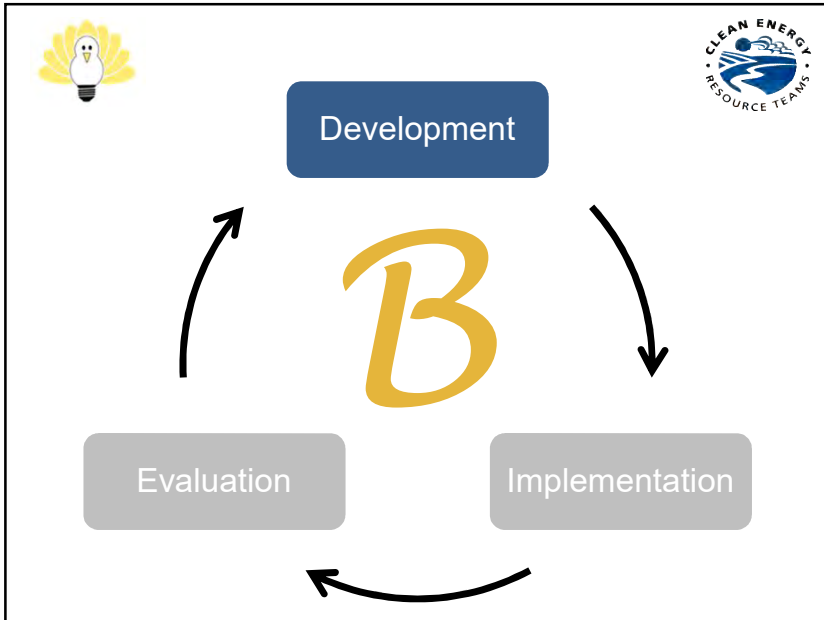 CLEAN ENERGY
RESOURCE TEAMS
Development
B
Evaluation
Implementation